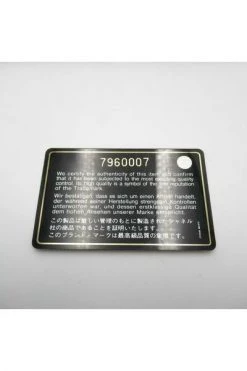 7960007
We certify the authenticity of this item and confirm
that it has been subjected to the most exacting quality
control. Its high quality is a symbol of the fine reputation
of the Trademark.
Wir bestätigen, dass es sich um einen Artikel handelt,
der während seiner Herstellung strengsten Kontrollen
unterworfen war, und dessen erstklassige Qualität
dem hohen Ansehen unserer Marke entspricht.
この製品は厳しい管理のもとに製造されたシャネル
社の商品であることを証明いたします。
このブランド・マークは最高級品質の象徴です。